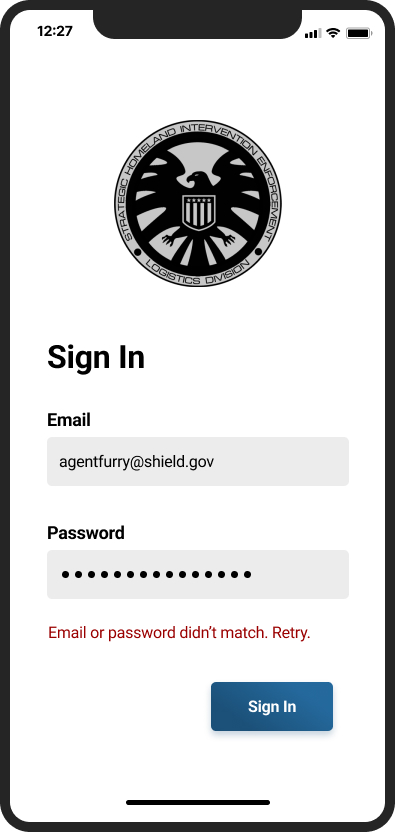 12:27
STRATEGIC HOMELAND INTERVENTION ENFORCEMENT
LOGISTICS DIVISION
Sign In
Email
agentfurry@shield.gov
Password
Email or password didn’t match. Retry.
Sign In